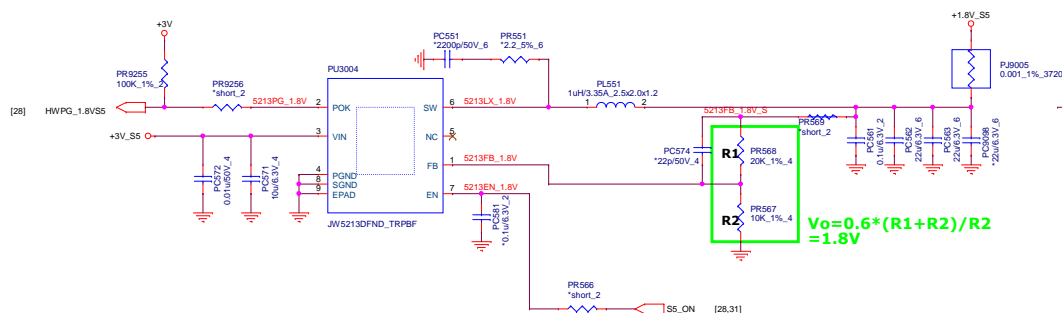 +3V
PR9255
100K_1%_2
[28]
HWPG_1.8VS5
PR9256
*short_2
5213PG_1.8V
+3V_S5
PC572
0.01u/50V_4
PC571
10u/6.3V_4
PU3004
2
POK
3
VIN
4
PGND
8
SGND
9
EPAD
SW
6
NC
5
FB
1
EN
7
JW5213DFND_TRPBF
PC551
*2200p/50V_6
PR551
*2.2_5%_6
5213LX_1.8V
PL551
1uH/3.35A_2.5x2.0x1.2
1
2
5213FB_1.8V
5213EN_1.8V
PC581
*0.1u/6.3V_2
PR566
*short_2
S5_ON
[28,31]
5213FB_1.8V_S
PR569
*short_2
PC574
*22p/50V_4
R1
PR568
20K_1%_4
R2
PR567
10K_1%_4
Vo=0.6*(R1+R2)/R2
=1.8V
PC561
0.1u/6.3V_2
PC562
22u/6.3V_6
PC563
22u/6.3V_6
PC9098
*22u/6.3V_6
+1.8V_S5
PJ9005
0.001_1%_3720